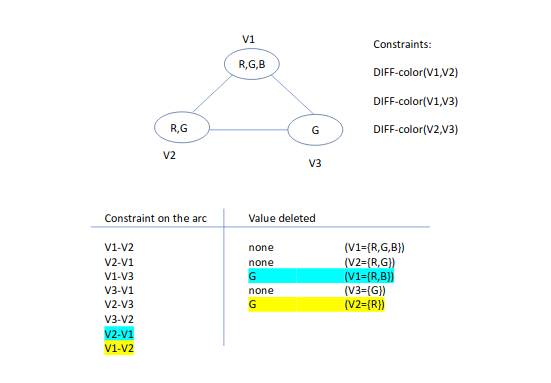 V1
Constraints:
R,G,B
DIFF-color(V1,V2)
DIFF-color(V1,V3)
R,G
G
DIFF-color(V2,V3)
V2
V3
Constraint on the arc Value deleted
V1-V2 none (V1={R,G,B})
V2-V1 none (V2={R,G})
V1-V3 G (V1={R,B})
V3-V1 none (V3={G})
V2-V3 G (V2={R})
V3-V2
V2-V1
V1-V2